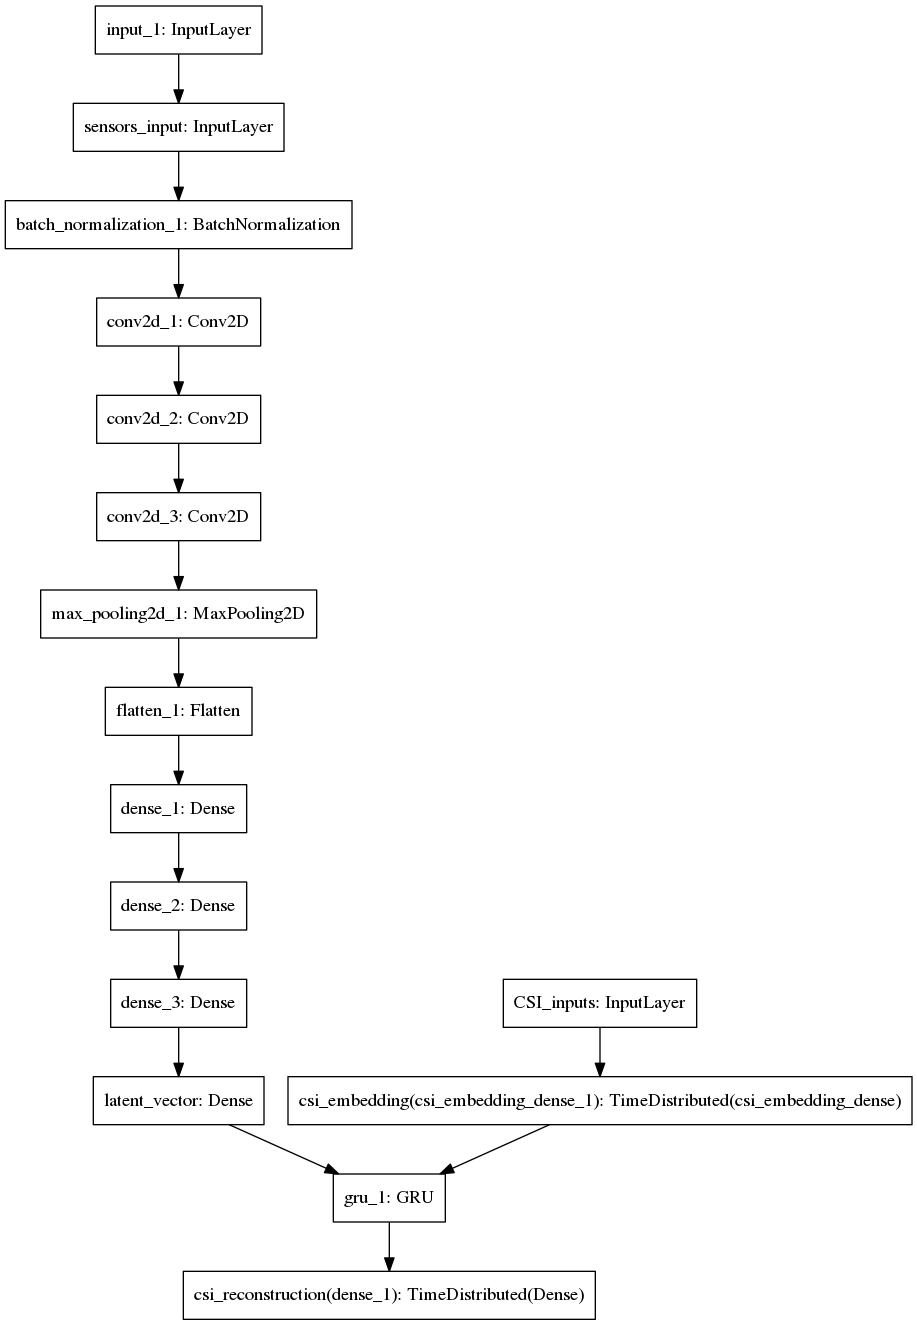 input_1: InputLayer
sensors_input: InputLayer
batch_normalization_1: BatchNormalization
conv2d_1: Conv2D
conv2d_2: Conv2D
conv2d_3: Conv2D
max_pooling2d_1: MaxPooling2D
flatten_1: Flatten
dense_1: Dense
dense_2: Dense
dense_3: Dense
CSI_inputs: InputLayer
latent_vector: Dense
csi_embedding(csi_embedding_dense_1): TimeDistributed(csi_embedding_dense)
gru_1: GRU
csi_reconstruction(dense_1): TimeDistributed(Dense)